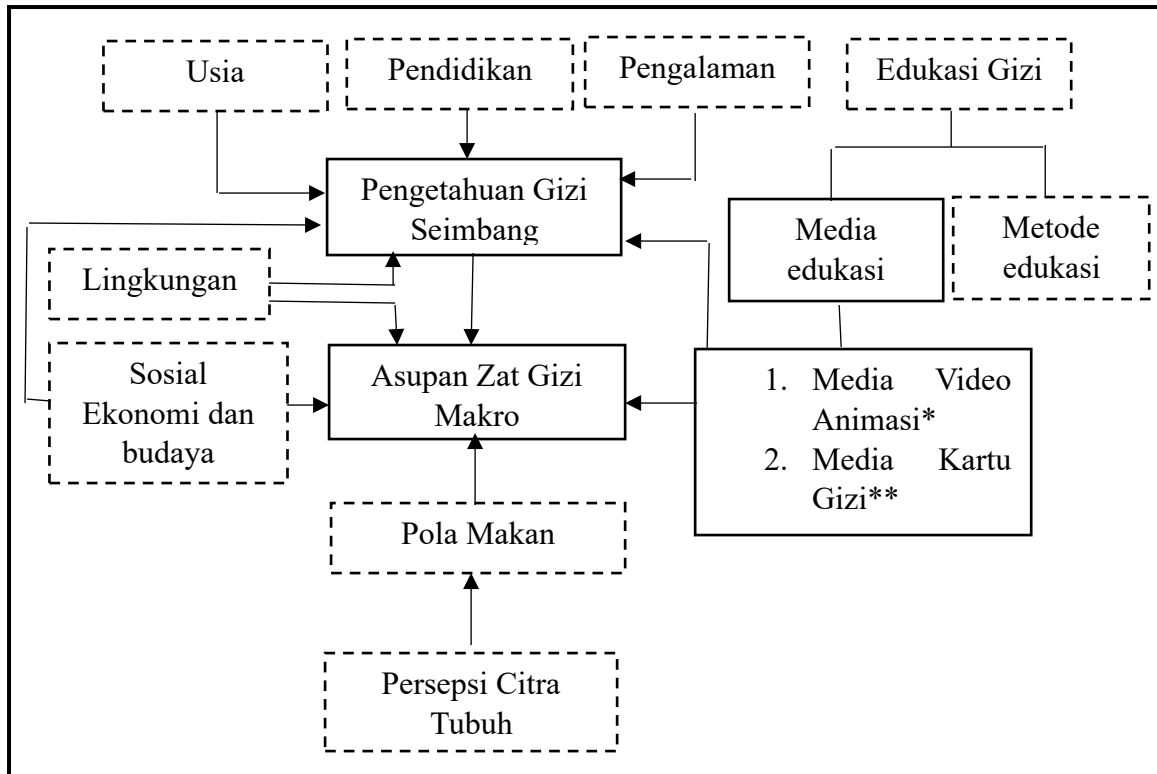 Usia
Pendidikan
Pengalaman
Edukasi Gizi
Pengetahuan Gizi
Seimbang
Media
edukasi
Metode
edukasi
Lingkungan
Sosial
Ekonomi dan
budaya
Asupan Zat Gizi
Makro
1. Media Video
Animasi*
2. Media Kartu
Gizi**
Pola Makan
Persepsi Citra
Tubuh